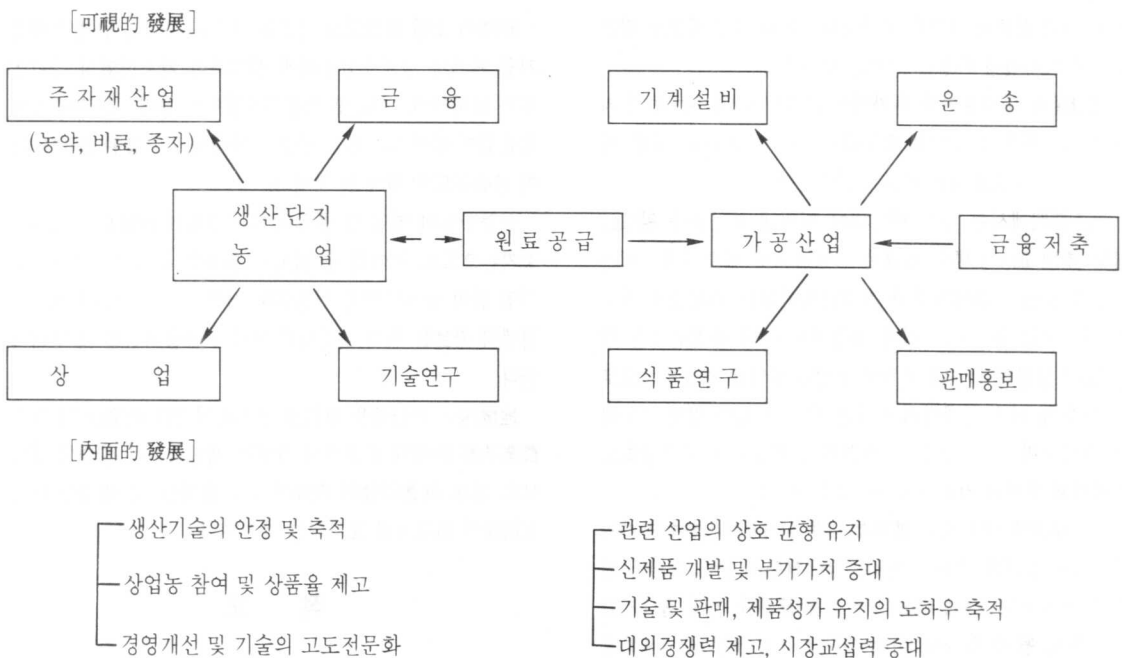 [可視的 發展]
주자재산업 금 융 기계설비 운 송
(농약, 비료, 종자)
생산단지
농 업
원료공급 가공산업 금융저축
상 업 기술연구 식품연구 판매홍보
[內面的 發展]
생산기술의 안정 및 축적
상업농 참여 및 상품율 제고
경영개선 및 기술의 고도전문화
관련 산업의 상호 균형 유지
신제품 개발 및 부가가치 증대
기술 및 판매, 제품성가 유지의 노하우 축적
대외경쟁력 제고, 시장교섭력 증대